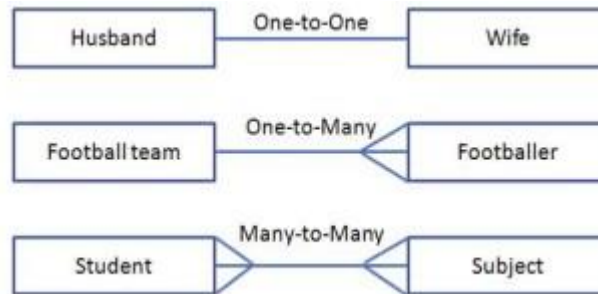 Husband
One-to-One
Wife
Football team
One-to-Many
Footballer
Student
Many-to-Many
Subject